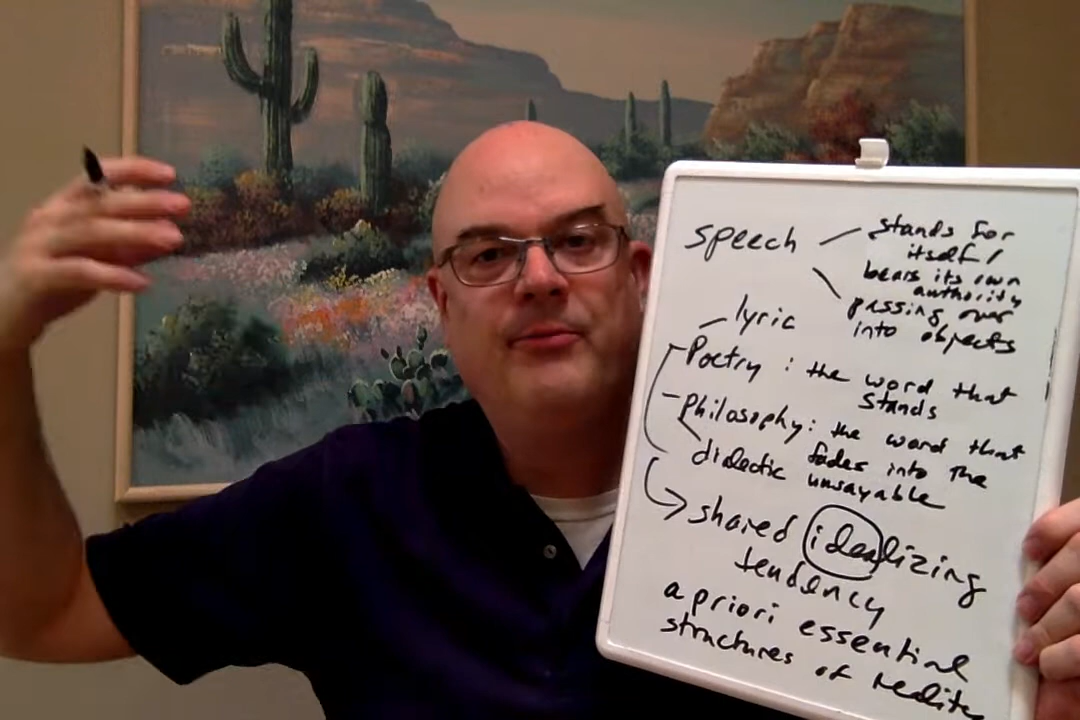 speech
stands for
itself /
bears its own
authority
passing over
into objects
lyric
Poetry : the word that
stands
philosophy: the word that
fades into the
dialectic unsayable
shared idealizing
tendency
a priori essential
structures of reality